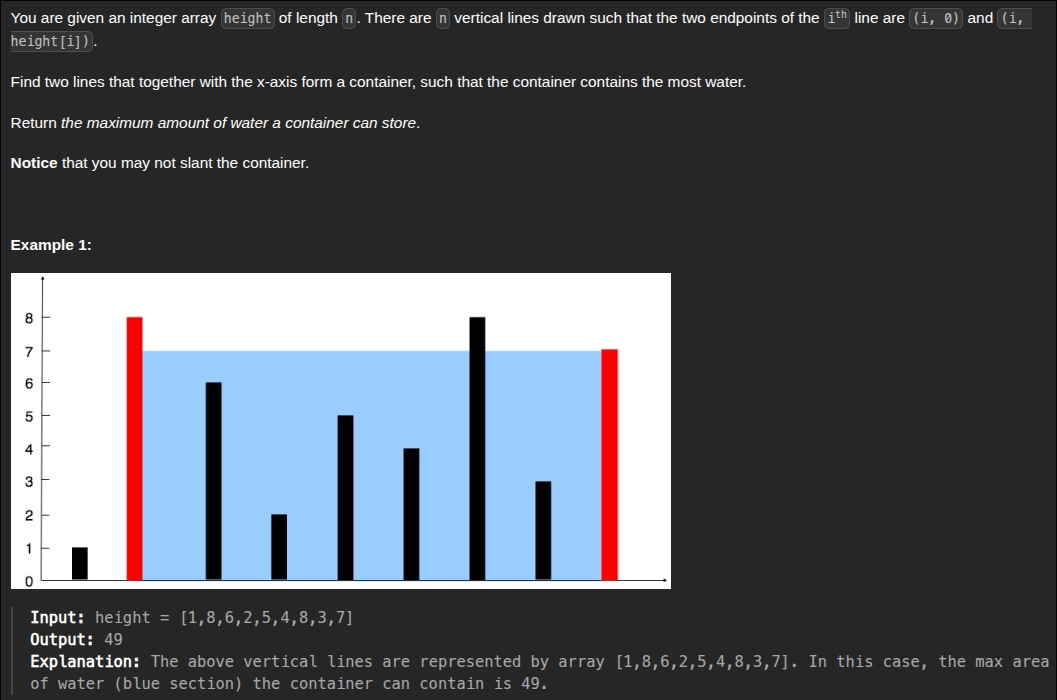 You are given an integer array height of length n. There are n vertical lines drawn such that the two endpoints of the ith line are (i, 0) and (i,
height[i]).
Find two lines that together with the x-axis form a container, such that the container contains the most water.
Return the maximum amount of water a container can store.
Notice that you may not slant the container.
Example 1:
8
7
6
5
4
3
2
1
0
Input: height = [1,8,6,2,5,4,8,3,7]
Output: 49
Explanation: The above vertical lines are represented by array [1,8,6,2,5,4,8,3,7]. In this case, the max area
of water (blue section) the container can contain is 49.